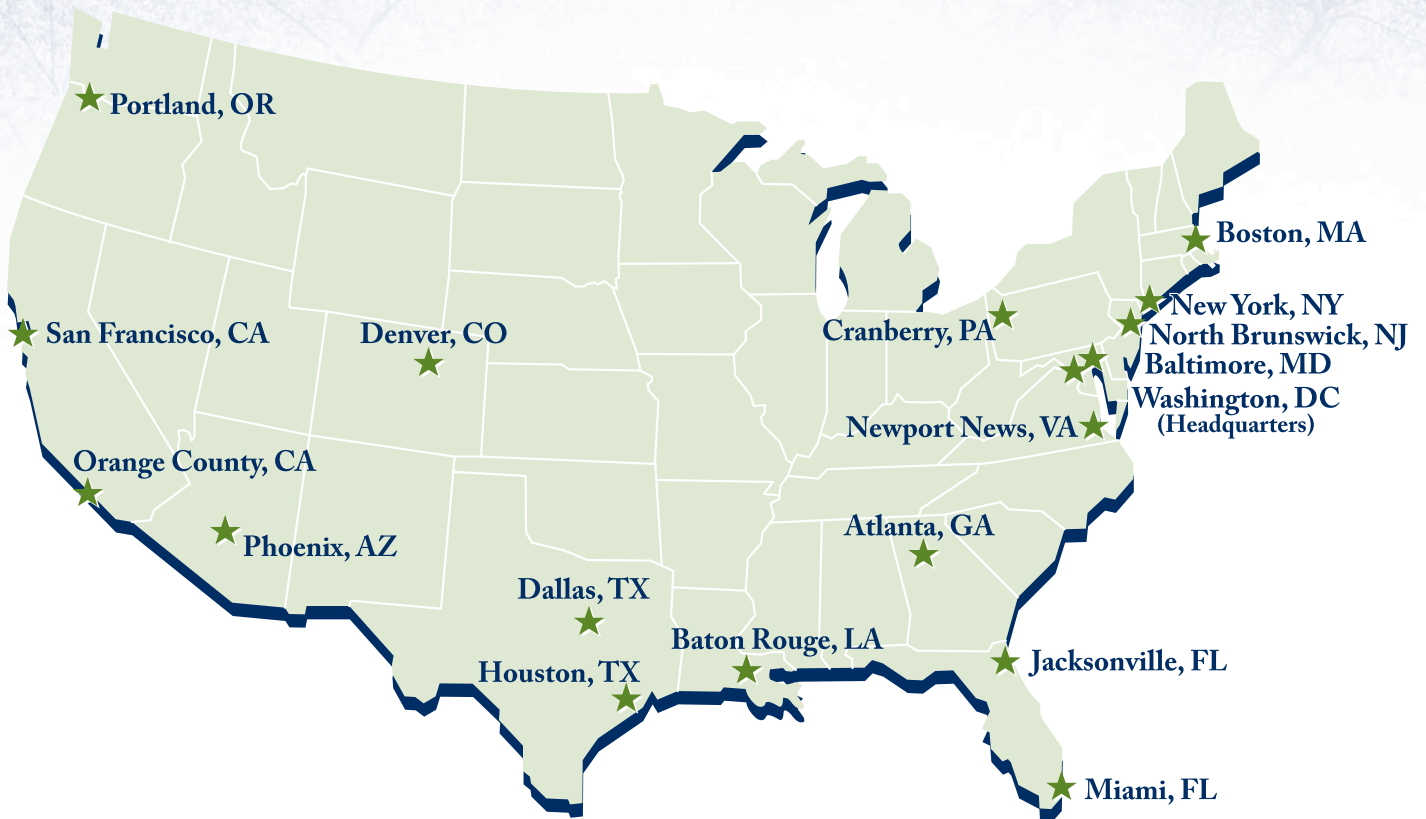 Portland, OR
Boston, MA
New York, NY
San Francisco, CA
Denver, CO
Cranberry, PA
North Brunswick, NJ
Baltimore, MD
Washington, DC
(Headquarters)
Newport News, VA
Orange County, CA
Atlanta, GA
Phoenix, AZ
Dallas, TX
Baton Rouge, LA
Jacksonville, FL
Houston, TX
Miami, FL